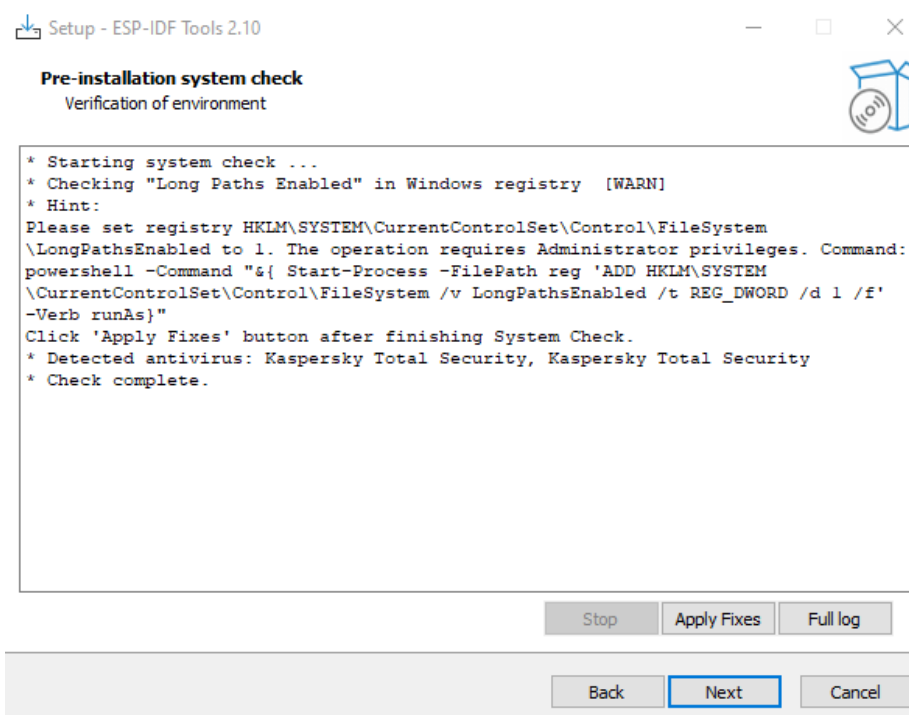 Setup - ESP-IDF Tools 2.10
Pre-installation system check
Verification of environment
* Starting system check ...
* Checking "Long Paths Enabled" in Windows registry  [WARN]
* Hint:
Please set registry HKLM\SYSTEM\CurrentControlSet\Control\FileSystem
\LongPathsEnabled to 1. The operation requires Administrator privileges. Command:
powershell -Command "&{ Start-Process -FilePath reg 'ADD HKLM\SYSTEM
\CurrentControlSet\Control\FileSystem /v LongPathsEnabled /t REG_DWORD /d 1 /f'
-Verb runAs}"
Click 'Apply Fixes' button after finishing System Check.
* Detected antivirus: Kaspersky Total Security, Kaspersky Total Security
* Check complete.
Stop
Apply Fixes
Full log
Back
Next
Cancel